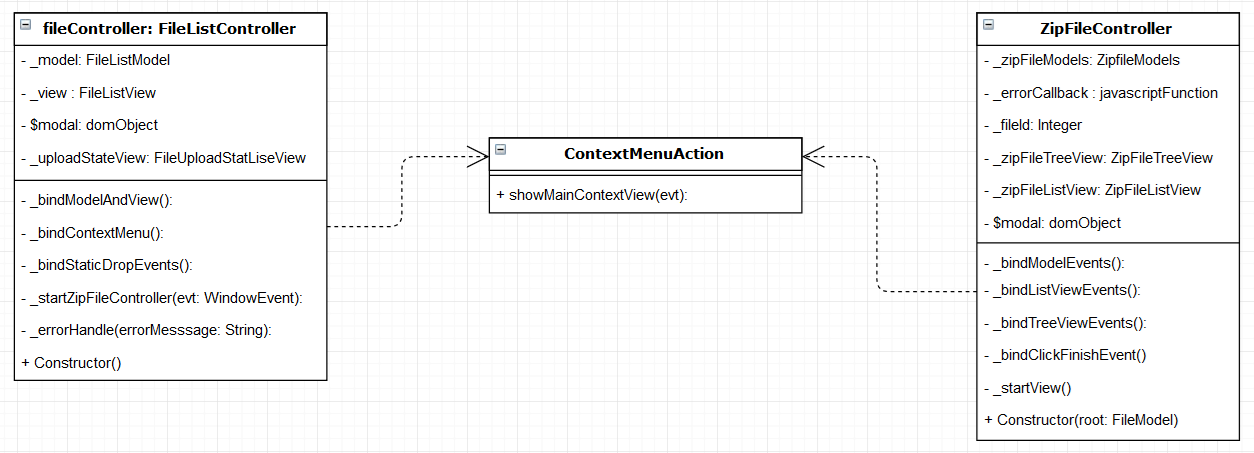 fileController: FileListController
- _model: FileListModel
- _view : FileListView
- $modal: domObject
- _uploadStateView: FileUploadStatLiseView
- _bindModelAndView():
- _bindContextMenu():
- _bindStaticDropEvents():
- _startZipFileController(evt: WindowEvent):
- _errorHandle(errorMesssage: String):
+ Constructor()
ContextMenuAction
+ showMainContextView(evt):
ZipFileController
- _zipFileModels: ZipfileModels
- _errorCallback : javascriptFunction
- _fileId: Integer
- _zipFileTreeView: ZipFileTreeView
- _zipFileListView: ZipFileListView
- $modal: domObject
- _bindModelEvents():
- _bindListViewEvents():
- _bindTreeViewEvents():
- _bindClickFinishEvent()
- _startView()
+ Constructor(root: FileModel)